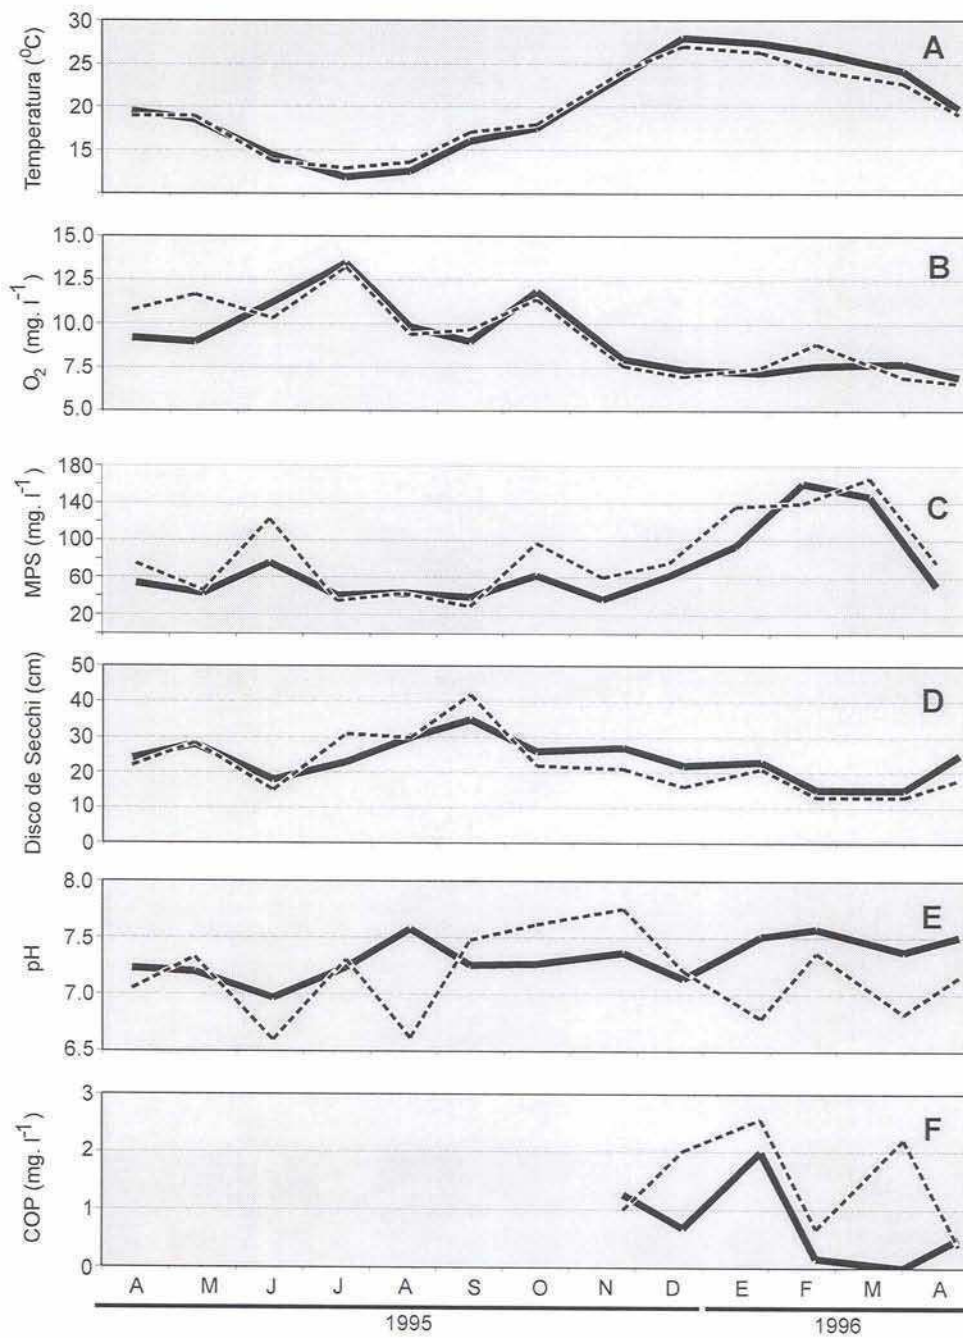 A
Temperatura (⁰C)
30
25
20
15
B
O₂ (mg. l⁻¹)
15.0
12.5
10.0
7.5
5.0
C
MPS (mg. l⁻¹)
180
140
100
60
20
D
Disco de Secchi (cm)
50
40
30
20
10
0
E
pH
8.0
7.5
7.0
6.5
F
COP (mg. l⁻¹)
3
2
1
0
A M J J A S O N D E F M A
1995 1996